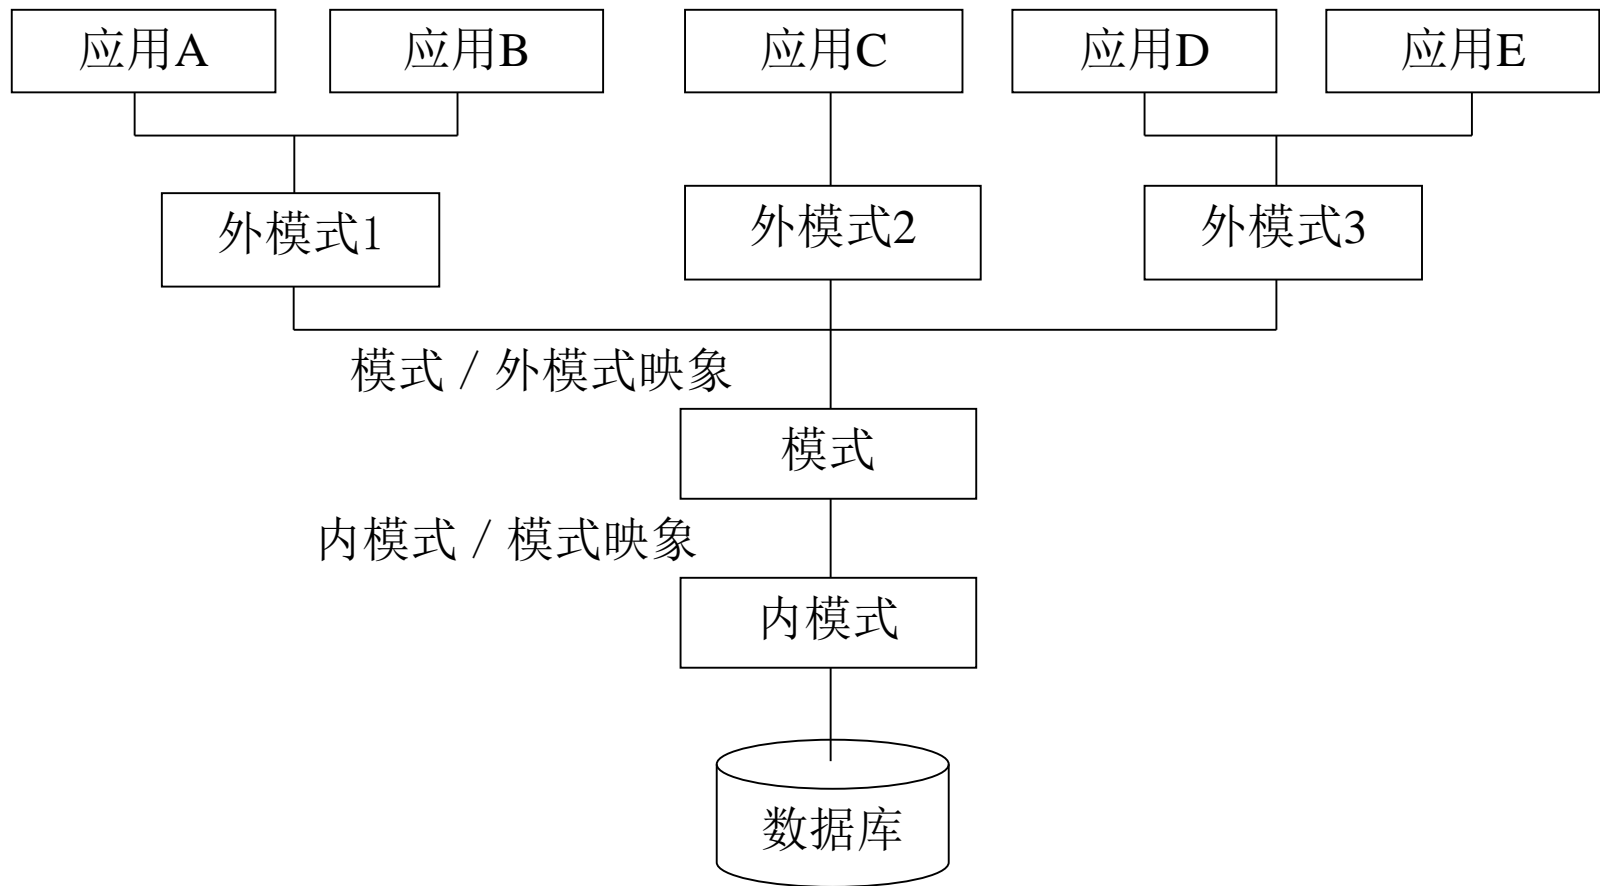 应用A
应用B
应用C
应用D
应用E
外模式1
外模式2
外模式3
模式 / 外模式映象
模式
内模式 / 模式映象
内模式
数据库